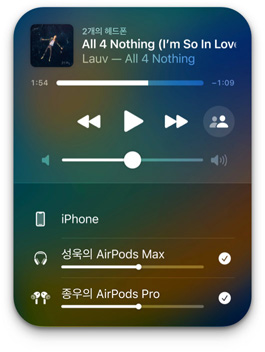 2개의 헤드폰
All 4 Nothing (I'm So In Love
Lauv — All 4 Nothing
1:54
−1:09
iPhone
성욱의 AirPods Max
종우의 AirPods Pro